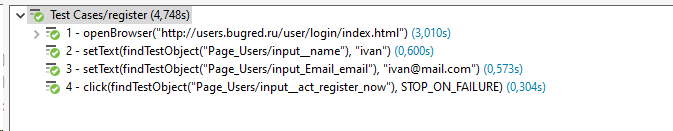 Test Cases/register (4,748s)
1 - openBrowser("http://users.bugred.ru/user/login/index.html") (3,010s)
2 - setText(findTestObject("Page_Users/input__name"), "ivan") (0,600s)
3 - setText(findTestObject("Page_Users/input_Email_email"), "ivan@mail.com") (0,573s)
4 - click(findTestObject("Page_Users/input__act_register_now"), STOP_ON_FAILURE) (0,304s)